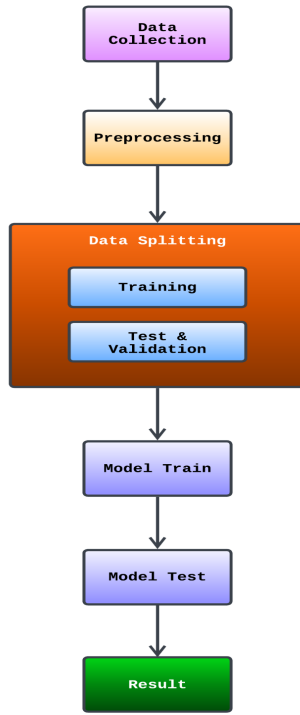 Data
Collection
Preprocessing
Data Splitting
Training
Test &
Validation
Model Train
Model Test
Result